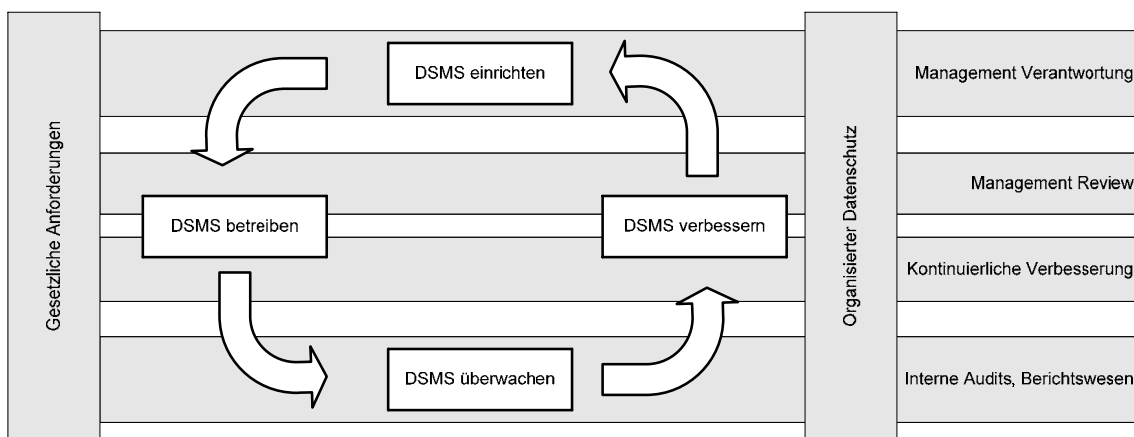 Gesetzliche Anforderungen
DSMS einrichten
DSMS betreiben
DSMS verbessern
DSMS überwachen
Organisierter Datenschutz
Management Verantwortung
Management Review
Kontinuierliche Verbesserung
Interne Audits, Berichtswesen